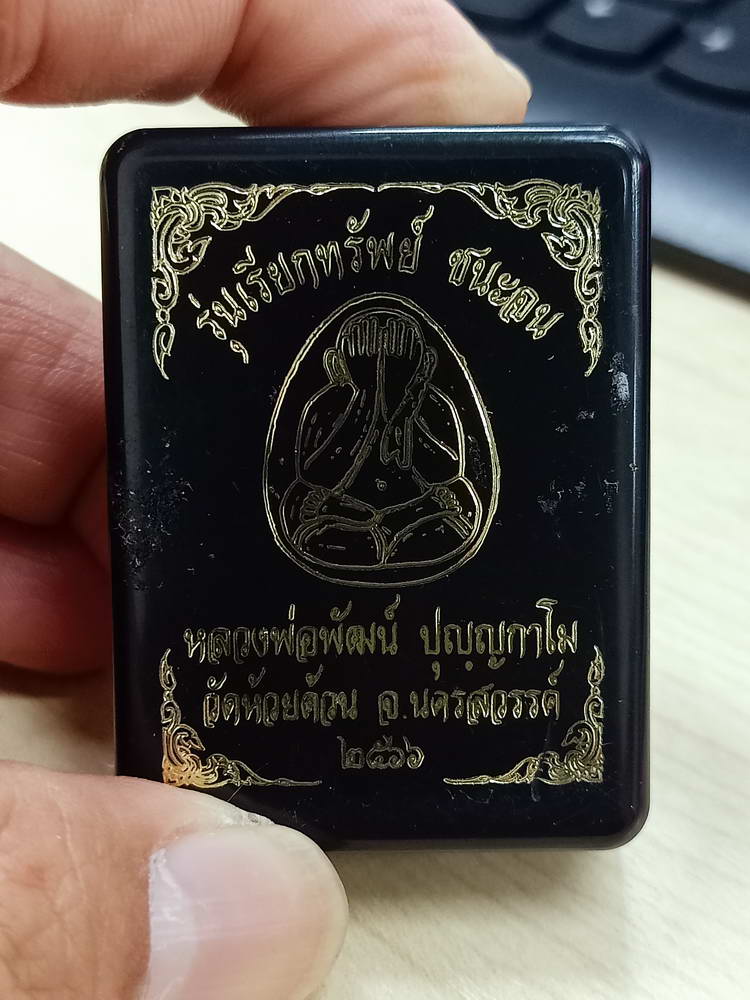 รุ่นเรียกทรัพย์ ชนะจน
หลวงพ่อพัฒน์ ปุญฺญกาโม
วัดห้วยด้วน จ.นครสวรรค์
๒๕๖๖